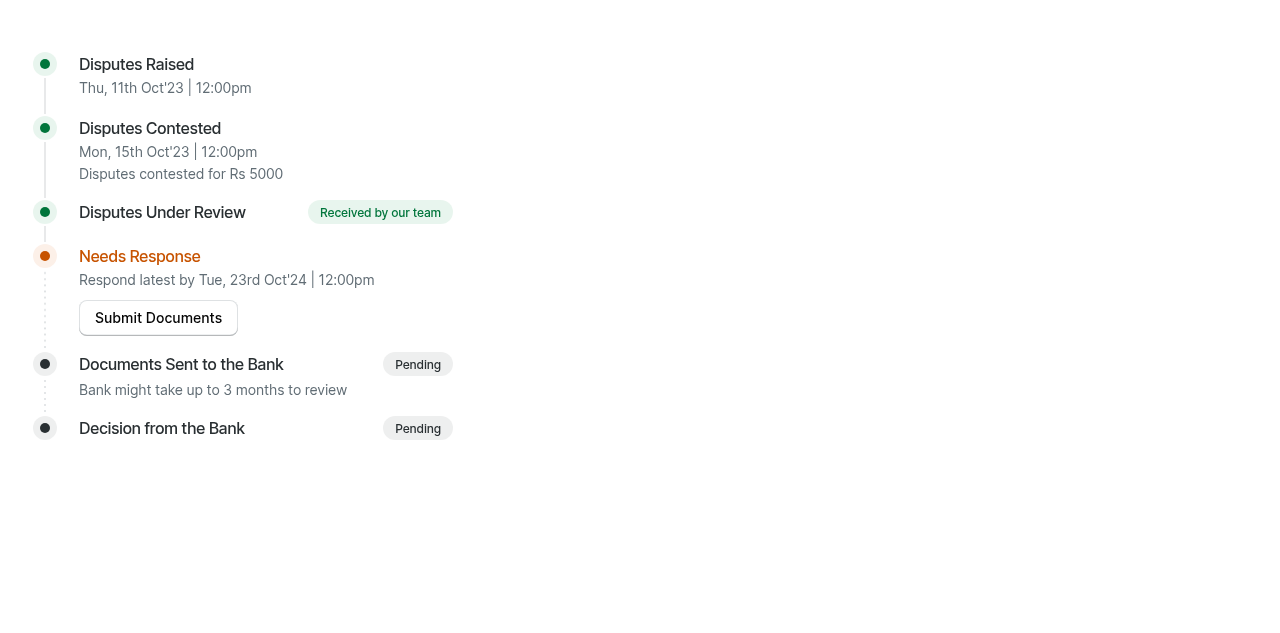 Disputes Raised
Thu, 11th Oct'23 | 12:00pm
Disputes Contested
Mon, 15th Oct'23 | 12:00pm
Disputes contested for Rs 5000
Disputes Under Review
Received by our team
Needs Response
Respond latest by Tue, 23rd Oct'24 | 12:00pm
Submit Documents
Documents Sent to the Bank
Pending
Bank might take up to 3 months to review
Decision from the Bank
Pending